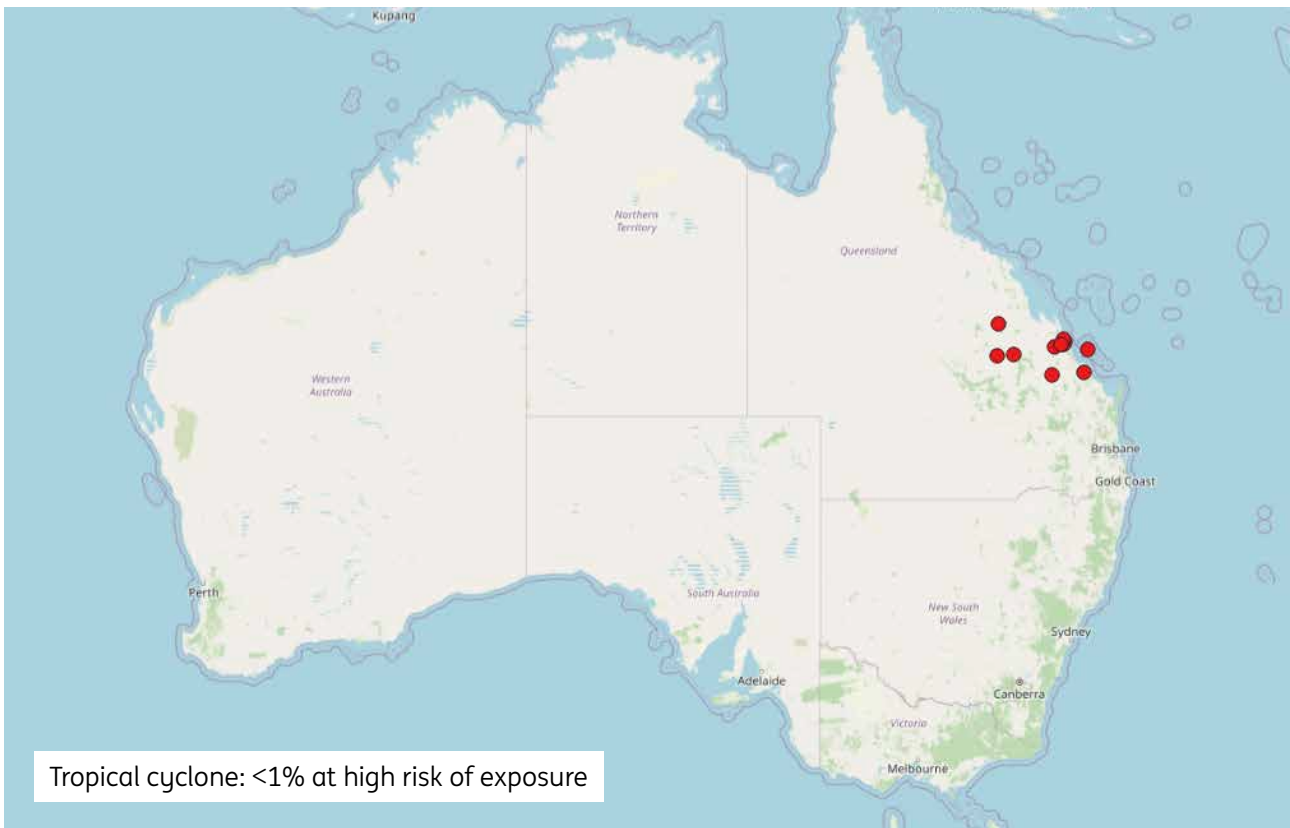 Kupang
Northern
Territory
Queensland
Western
Australia
Brisbane
Gold Coast
Perth
South Australia
New South
Wales
Sydney
Adelaide
Canberra
Victoria
Melbourne
Tropical cyclone: <1% at high risk of exposure